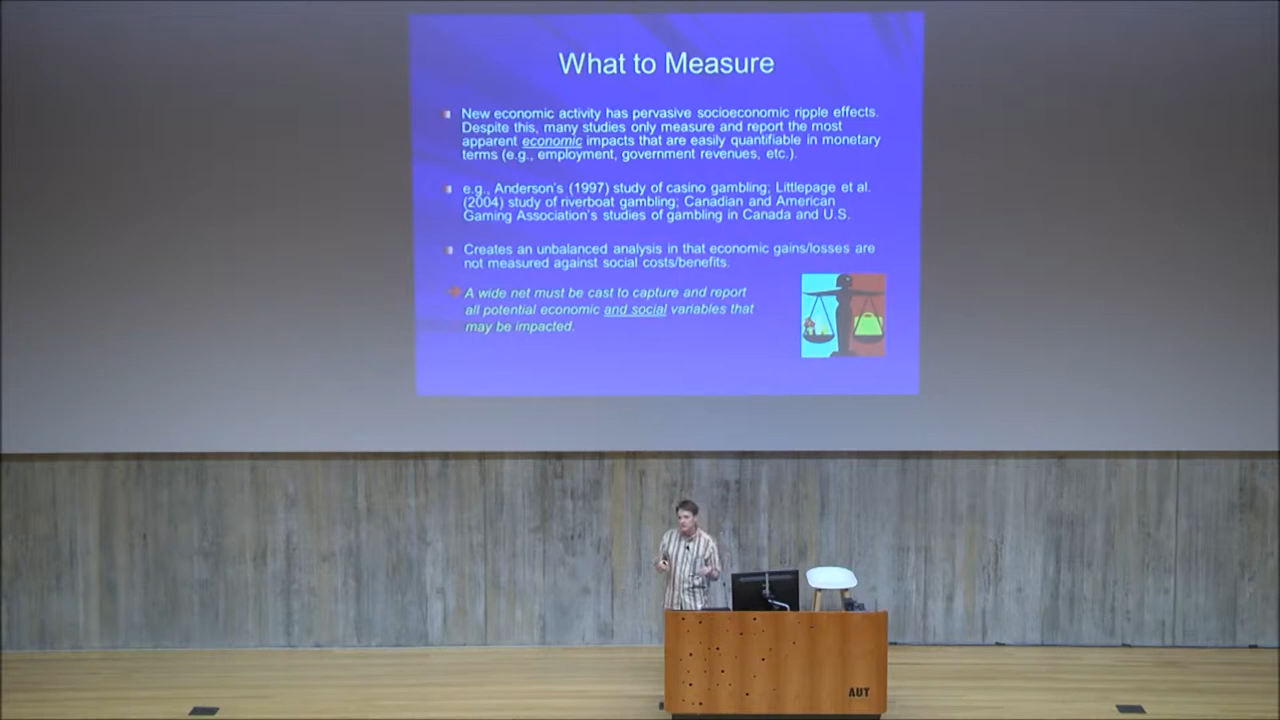 What to Measure
New economic activity has pervasive socioeconomic ripple effects.
Despite this, many studies only measure and report the most
apparent economic impacts that are easily quantifiable in monetary
terms (e.g., employment, government revenues, etc.).
e.g., Anderson's (1997) study of casino gambling; Littlepage et al.
(2004) study of riverboat gambling; Canadian and American
Gaming Association's studies of gambling in Canada and U.S.
Creates an unbalanced analysis in that economic gains/losses are
not measured against social costs/benefits.
A wide net must be cast to capture and report
all potential economic and social variables that
may be impacted.
AUT